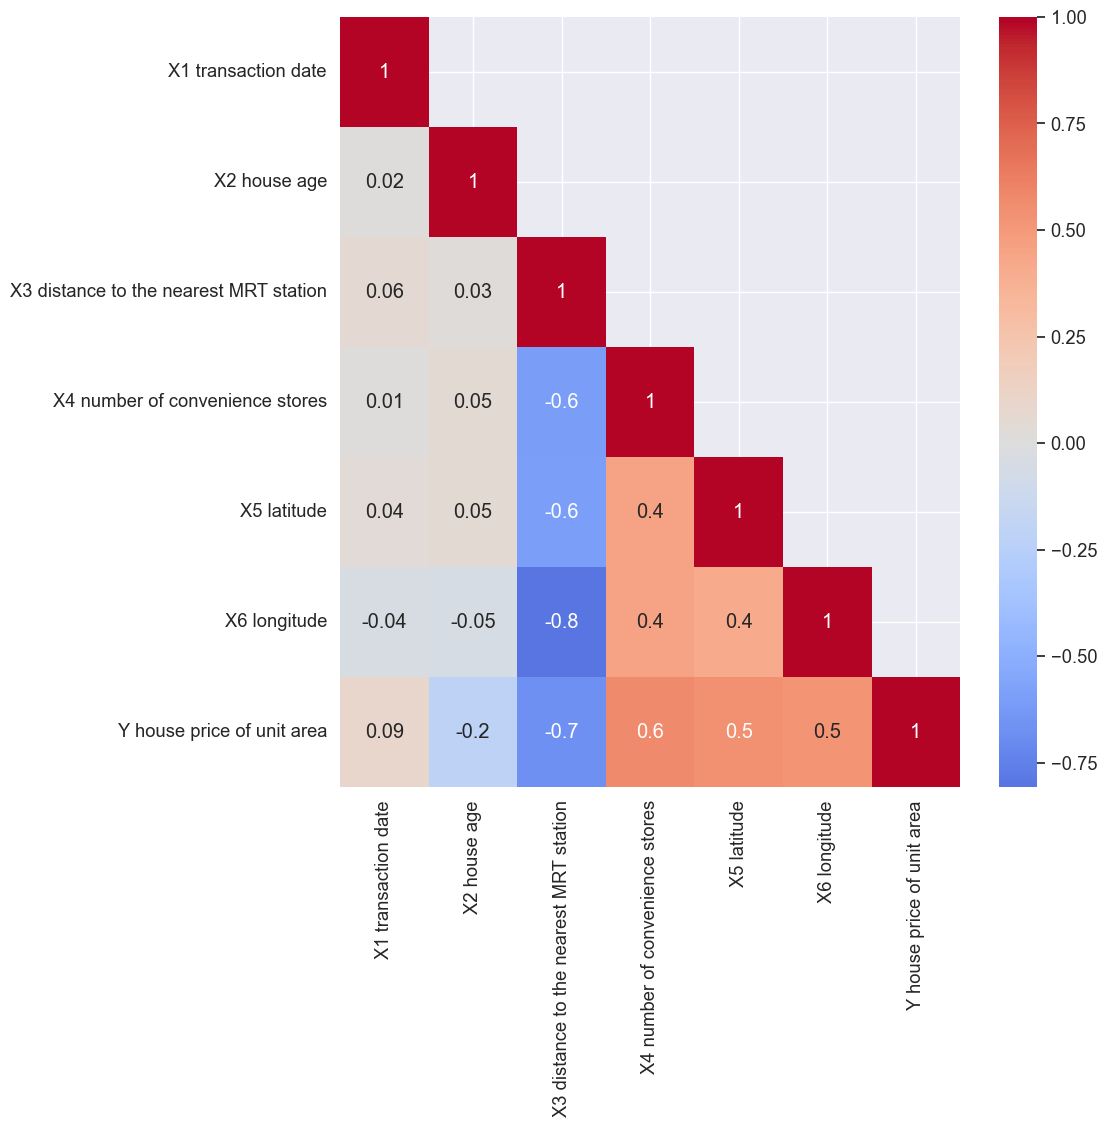 1.00
X1 transaction date 1
0.75
X2 house age 0.02 1
0.50
X3 distance to the nearest MRT station 0.06 0.03 1
0.25
X4 number of convenience stores 0.01 0.05 -0.6 1
0.00
X5 latitude 0.04 0.05 -0.6 0.4 1
−0.25
X6 longitude -0.04 -0.05 -0.8 0.4 0.4 1
−0.50
Y house price of unit area 0.09 -0.2 -0.7 0.6 0.5 0.5 1
−0.75
X1 transaction date
X2 house age
X3 distance to the nearest MRT station
X4 number of convenience stores
X5 latitude
X6 longitude
Y house price of unit area